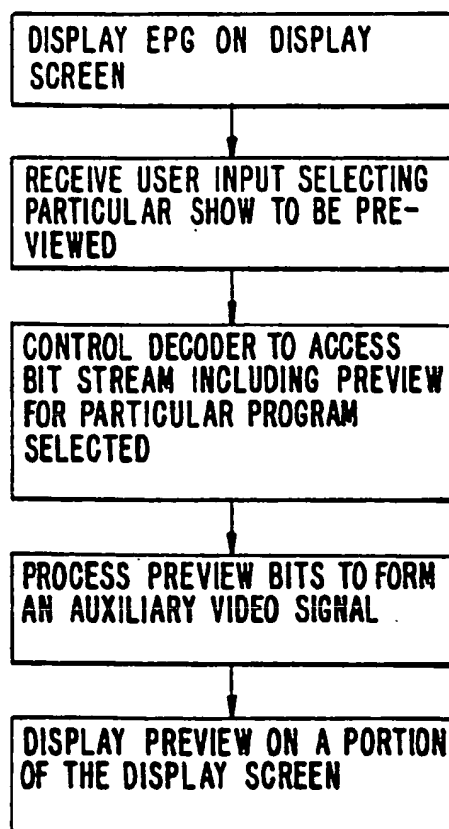 DISPLAY EPG ON DISPLAY
SCREEN
RECEIVE USER INPUT SELECTING
PARTICULAR SHOW TO BE PRE-
VIEWED
CONTROL DECODER TO ACCESS
BIT STREAM INCLUDING PREVIEW
FOR PARTICULAR PROGRAM
SELECTED
PROCESS PREVIEW BITS TO FORM
AN AUXILIARY VIDEO SIGNAL.
DISPLAY PREVIEW ON A PORTION
OF THE DISPLAY SCREEN